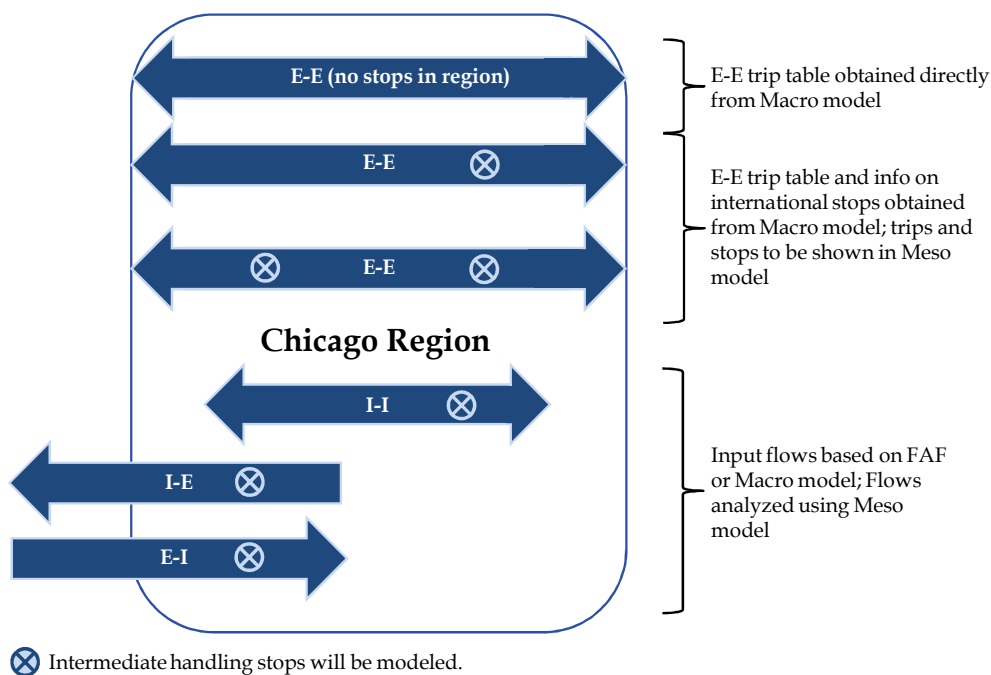 E-E (no stops in region)
E-E trip table obtained directly
from Macro model
E-E
E-E
E-E trip table and info on
international stops obtained
from Macro model; trips and
stops to be shown in Meso
model
Chicago Region
I-I
I-E
E-I
Input flows based on FAF
or Macro model; Flows
analyzed using Meso
model
Intermediate handling stops will be modeled.